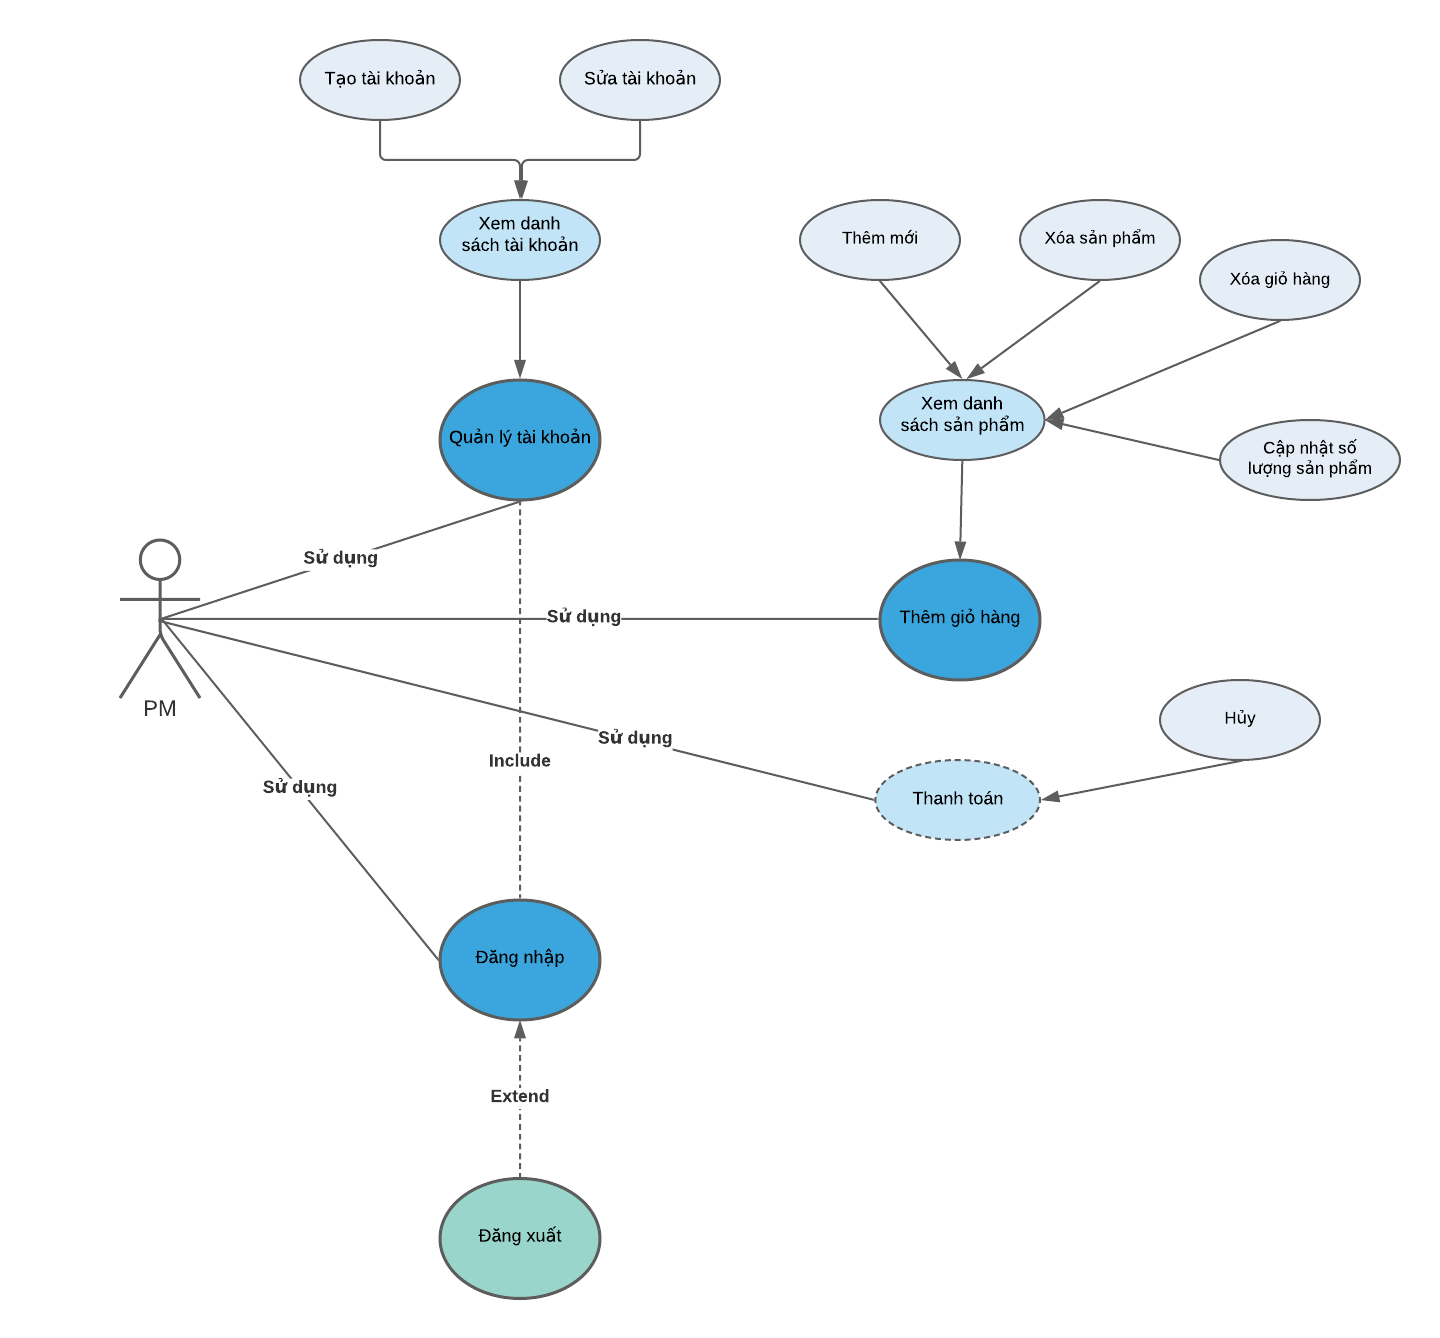 Tạo tài khoản
Sửa tài khoản
Xem danh
sách tài khoản
Thêm mới
Xóa sản phẩm
Xóa giỏ hàng
Xem danh
sách sản phẩm
Quản lý tài khoản
Cập nhật số
lượng sản phẩm
Sử dụng
Sử dụng
Thêm giỏ hàng
PM
Hủy
Sử dụng
Include
Sử dụng
Thanh toán
Đăng nhập
Extend
Đăng xuất